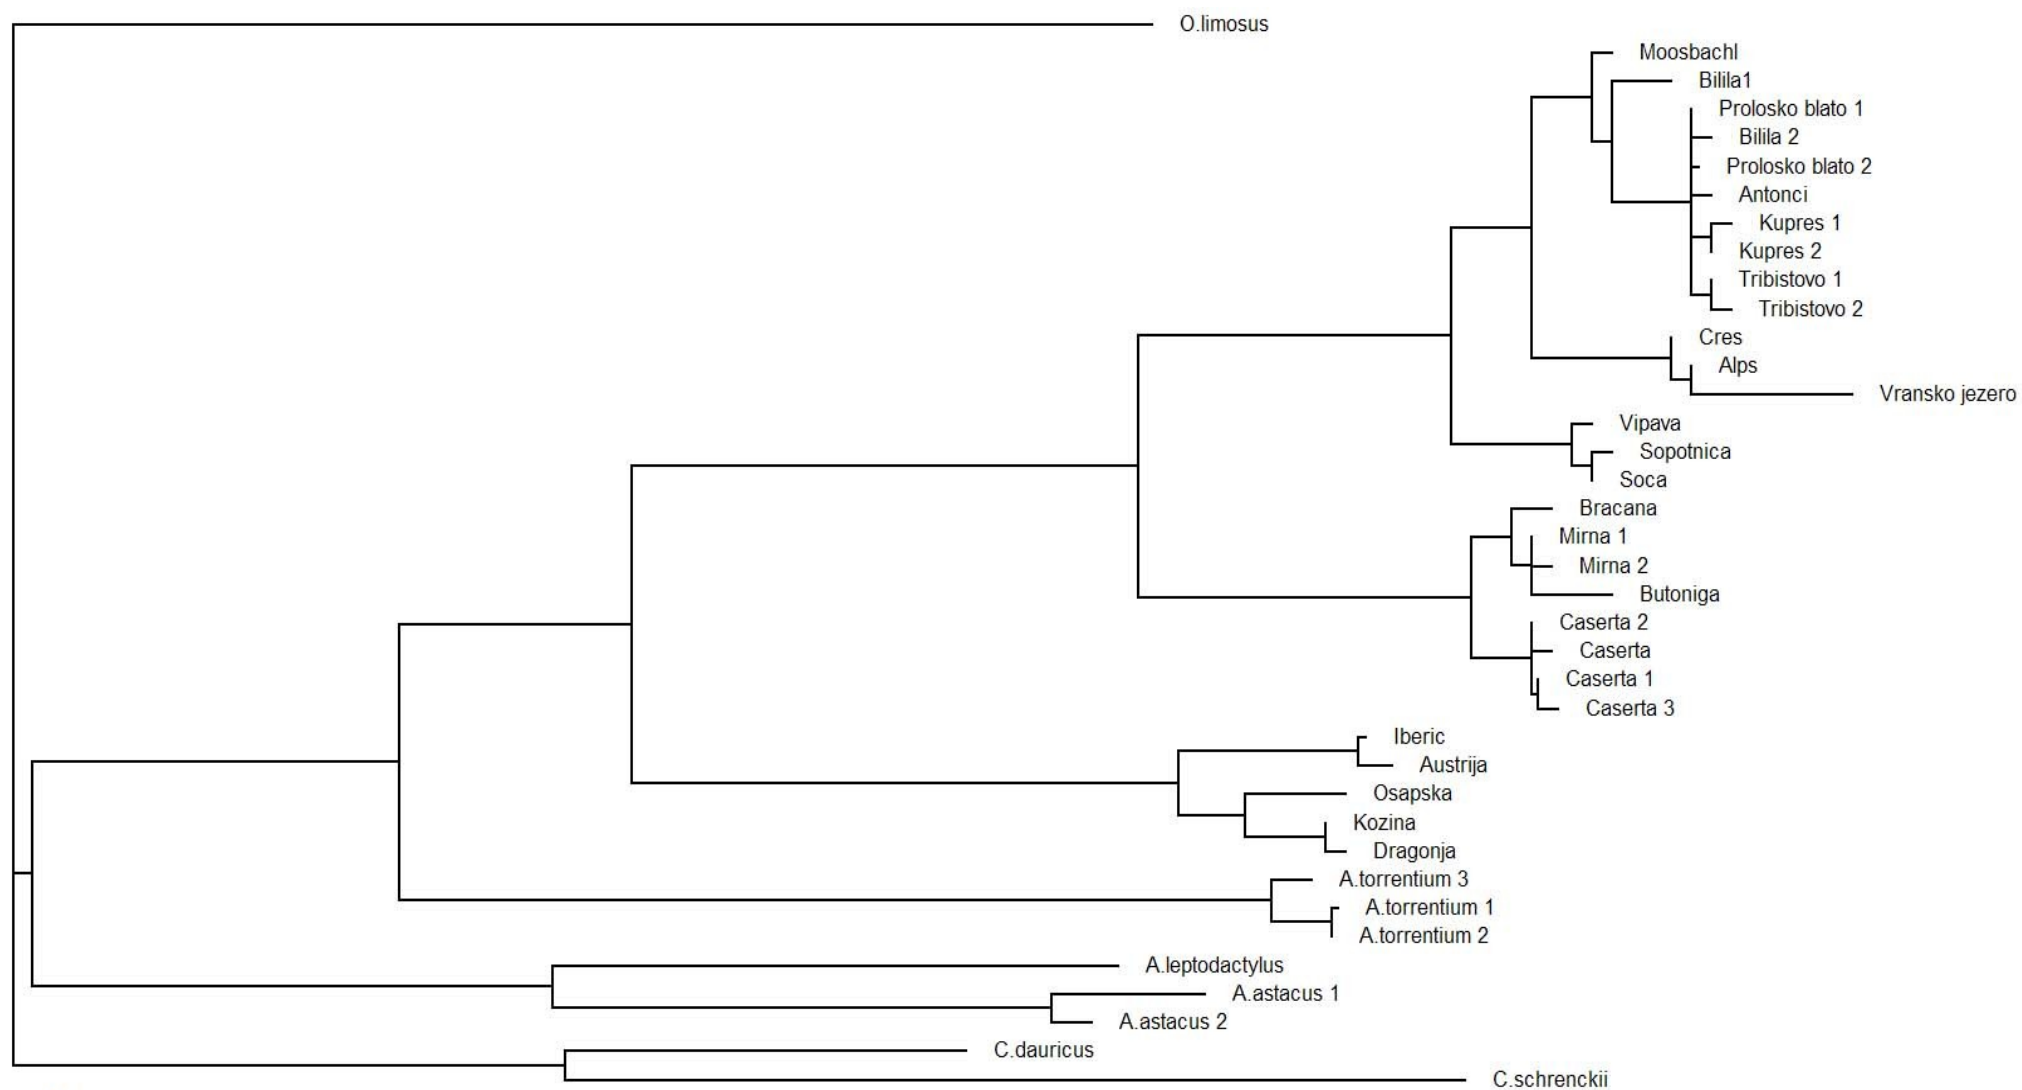 O.limosus
Moosbachl
Bilila1
Prolosko blato 1
Bilila 2
Prolosko blato 2
Antonci
Kupres 1
Kupres 2
Tribistovo 1
Tribistovo 2
Cres
Alps
Vransko jezero
Vipava
Sopotnica
Soca
Bracana
Mirna 1
Mirna 2
Butoniga
Caserta 2
Caserta
Caserta 1
Caserta 3
Iberic
Austrija
Osapska
Kozina
Dragonja
A.torrentium 3
A.torrentium 1
A.torrentium 2
A.leptodactylus
A.astacus 1
A.astacus 2
C.dauricus
C.schrenckii